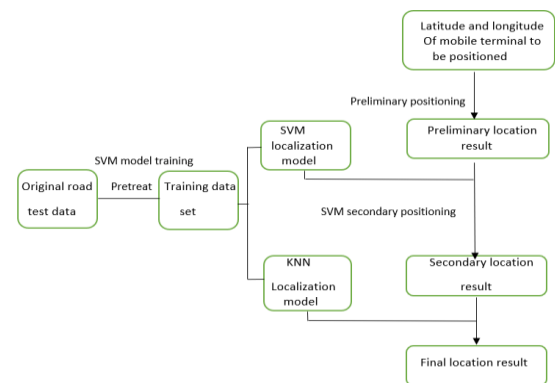 Latitude and longitude
Of mobile terminal to
be positioned
Preliminary positioning
SVM
localization
model
Preliminary location
result
SVM model training
Original road
test data
Pretreat
Training data
set
SVM secondary positioning
KNN
Localization
model
Secondary location
result
Final location result